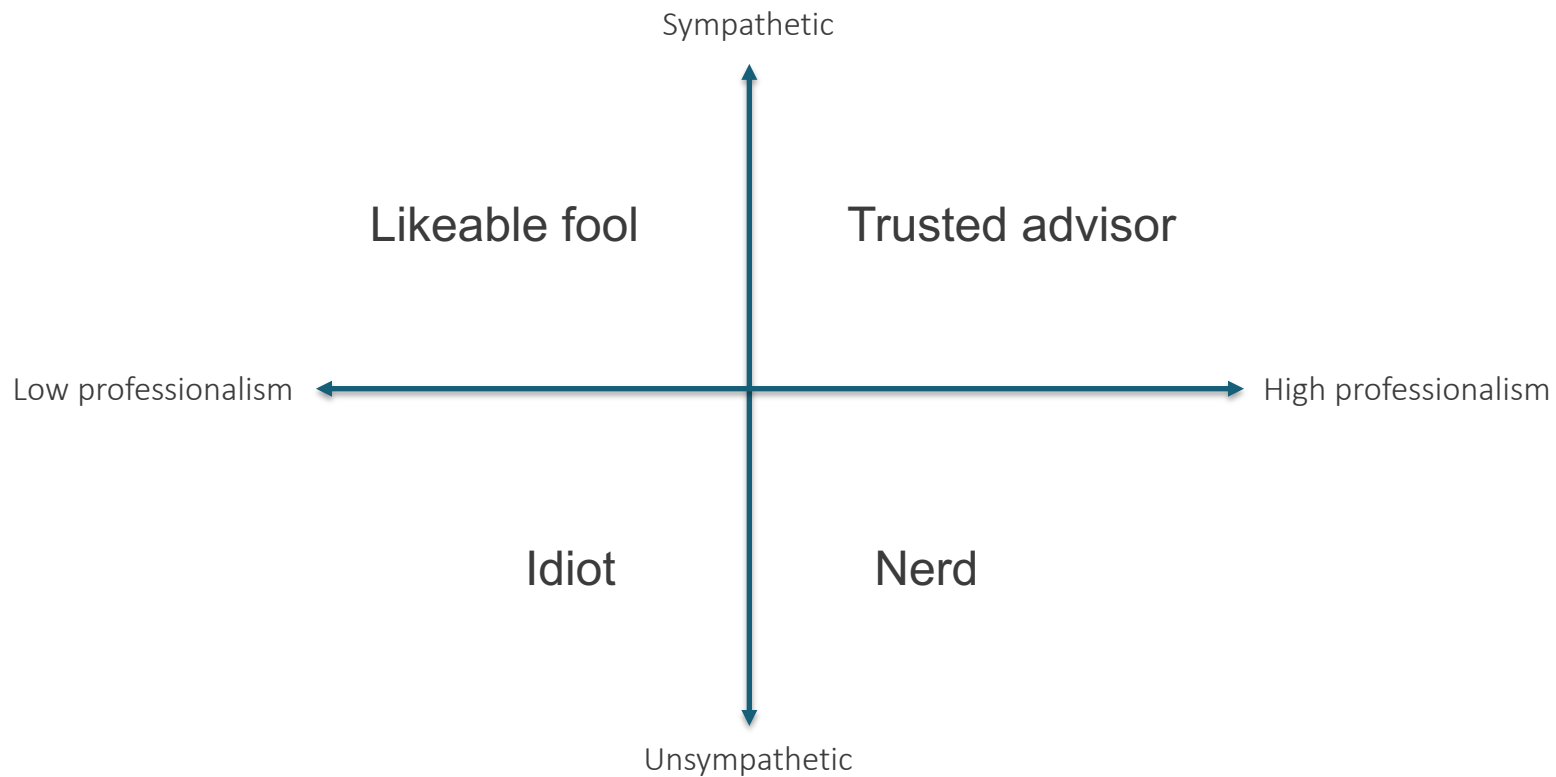 Sympathetic
Likeable fool
Trusted advisor
Low professionalism
High professionalism
Idiot
Nerd
Unsympathetic